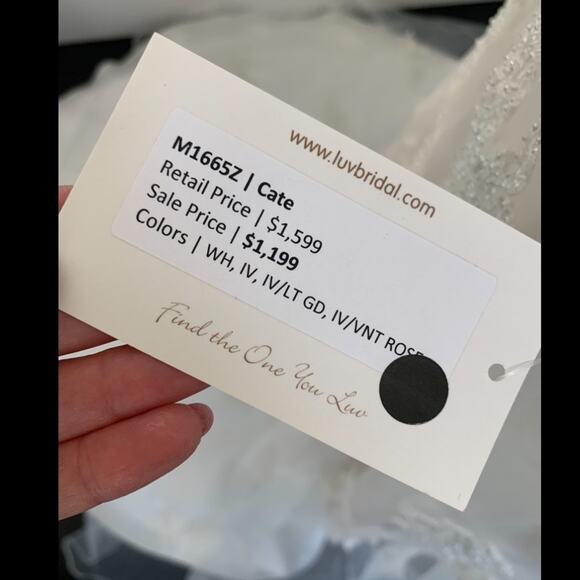 www.luvbridal.com
M1665Z | Cate
Retail Price | $1,599
Sale Price | $1,199
Colors | WH, IV, IV/LT GD, IV/VNT ROSE
Find the One You Luv